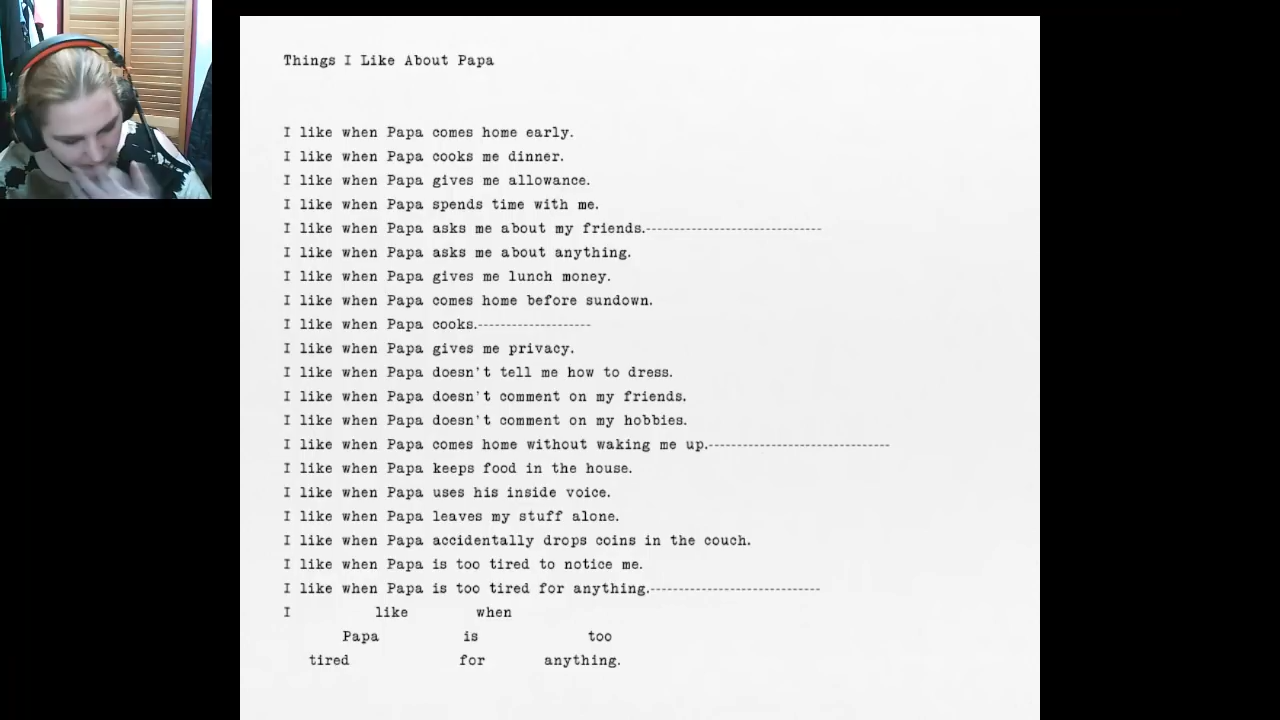 Things I Like About Papa
I like when Papa comes home early.
I like when Papa cooks me dinner.
I like when Papa gives me allowance.
I like when Papa spends time with me.
I like when Papa asks me about my friends.------------------------------
I like when Papa asks me about anything.
I like when Papa gives me lunch money.
I like when Papa comes home before sundown.
I like when Papa cooks.-------------------
I like when Papa gives me privacy.
I like when Papa doesn't tell me how to dress.
I like when Papa doesn't comment on my friends.
I like when Papa doesn't comment on my hobbies.
I like when Papa comes home without waking me up.-------------------------------
I like when Papa keeps food in the house.
I like when Papa uses his inside voice.
I like when Papa leaves my stuff alone.
I like when Papa accidentally drops coins in the couch.
I like when Papa is too tired to notice me.
I like when Papa is too tired for anything.-----------------------------
I like when
Papa is too
tired for anything.